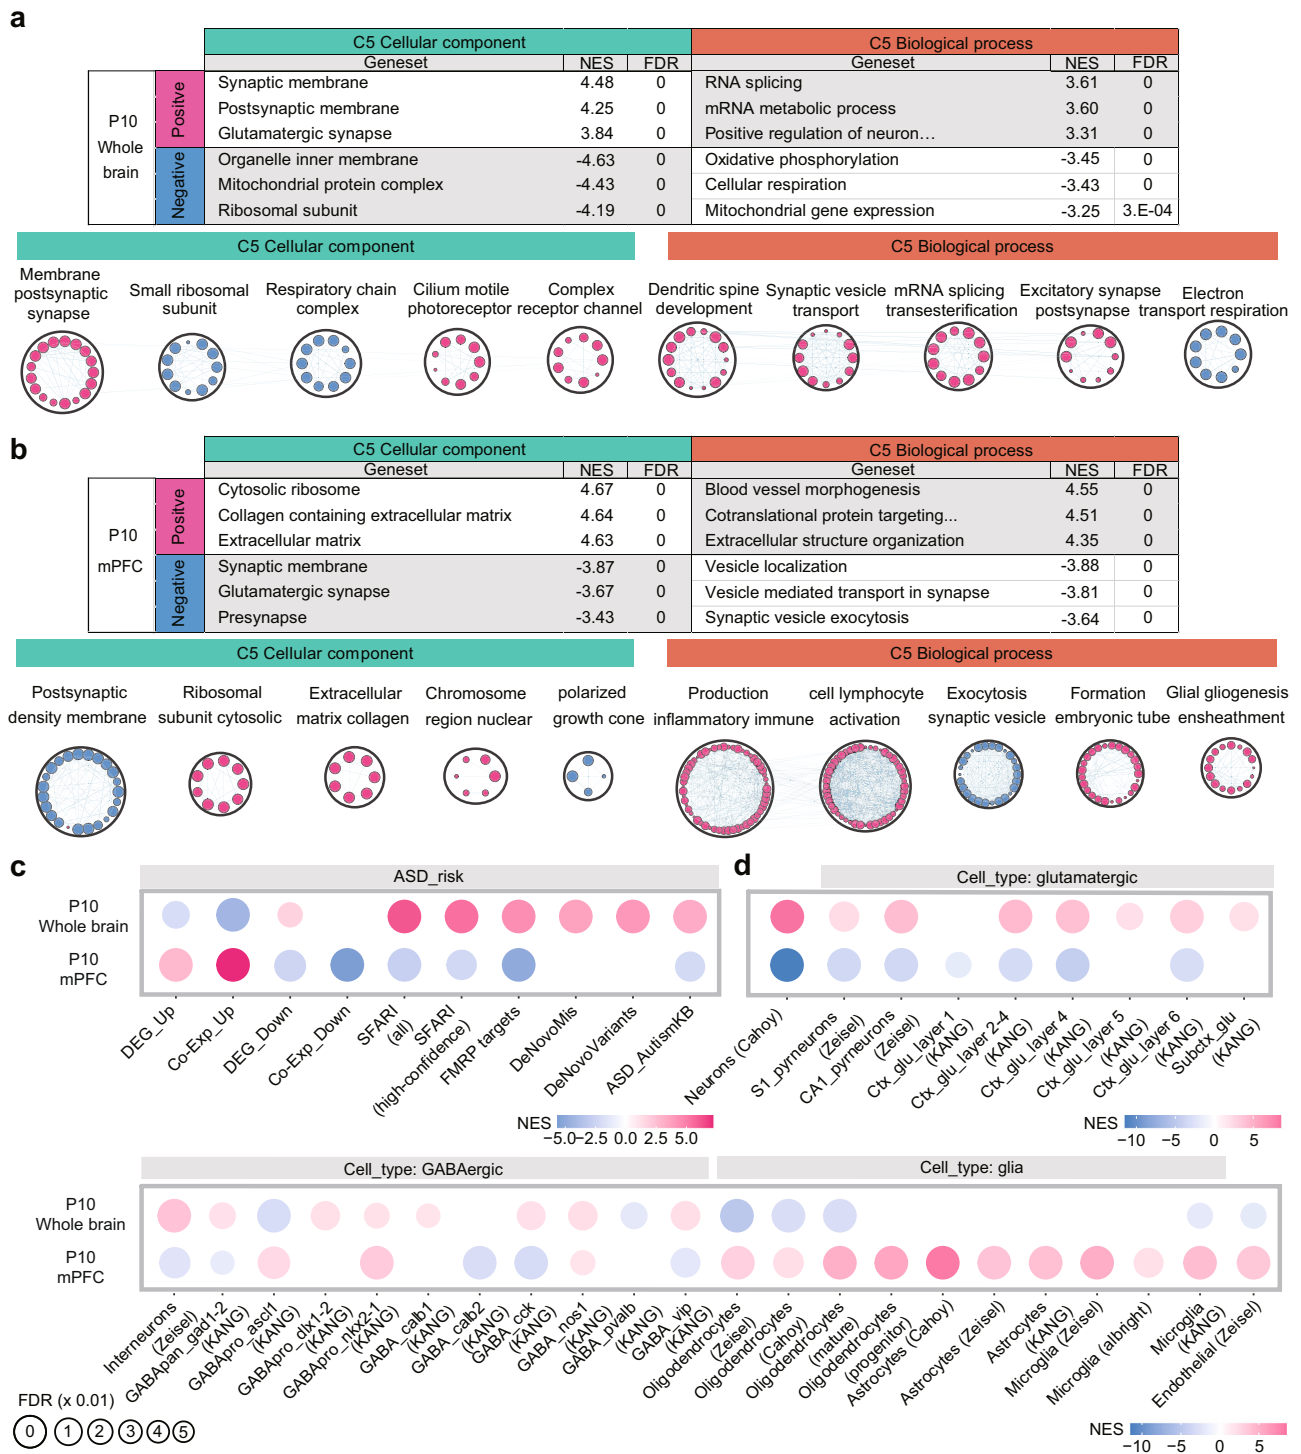 a
C5 Cellular component C5 Biological process
Geneset NES FDR Geneset NES FDR
P10 Whole brain
Positve
Synaptic membrane 4.48 0 RNA splicing 3.61 0
Postsynaptic membrane 4.25 0 mRNA metabolic process 3.60 0
Glutamatergic synapse 3.84 0 Positive regulation of neuron… 3.31 0
Negative
Organelle inner membrane -4.63 0 Oxidative phosphorylation -3.45 0
Mitochondrial protein complex -4.43 0 Cellular respiration -3.43 0
Ribosomal subunit -4.19 0 Mitochondrial gene expression -3.25 3.E-04
C5 Cellular component C5 Biological process
Membrane
postsynaptic
synapse
Small ribosomal
subunit
Respiratory chain
complex
Cilium motile
photoreceptor
Complex
receptor channel
Dendritic spine
development
Synaptic vesicle
transport
mRNA splicing
transesterification
Excitatory synapse
postsynapse
Electron
transport respiration
b
C5 Cellular component C5 Biological process
Geneset NES FDR Geneset NES FDR
P10
mPFC
Positve
Cytosolic ribosome 4.67 0 Blood vessel morphogenesis 4.55 0
Collagen containing extracellular matrix 4.64 0 Cotranslational protein targeting... 4.51 0
Extracellular matrix 4.63 0 Extracellular structure organization 4.35 0
Negative
Synaptic membrane -3.87 0 Vesicle localization -3.88 0
Glutamatergic synapse -3.67 0 Vesicle mediated transport in synapse -3.81 0
Presynapse -3.43 0 Synaptic vesicle exocytosis -3.64 0
C5 Cellular component C5 Biological process
Postsynaptic
density membrane
Ribosomal
subunit cytosolic
Extracellular
matrix collagen
Chromosome
region nuclear
polarized
growth cone
Production
inflammatory immune
cell lymphocyte
activation
Exocytosis
synaptic vesicle
Formation
embryonic tube
Glial gliogenesis
ensheathment
c
ASD_risk
P10
Whole brain
P10
mPFC
DEG_Up
Co-Exp_Up
DEG_Down
Co-Exp_Down
SFARI
(all)
SFARI
(high-confidence)
FMRP targets
DeNovoMis
DeNovoVariants
ASD_AutismKB
NES
−5.0 −2.5 0.0 2.5 5.0
d
Cell_type: glutamatergic
Neurons (Cahoy)
S1_pyrneurons
(Zeisel)
CA1_pyrneurons
(Zeisel)
Ctx_glu_layer 1
(KANG)
Ctx_glu_layer 2-4
(KANG)
Ctx_glu_layer 4
(KANG)
Ctx_glu_layer 5
(KANG)
Ctx_glu_layer 6
(KANG)
Subctx_glu
(KANG)
NES
−10 −5 0 5
Cell_type: GABAergic Cell_type: glia
P10
Whole brain
P10
mPFC
Interneurons
(Zeisel)
GABApan_gad1-2
(KANG)
GABApro_ascl1
(KANG)
GABApro_dlx1-2
(KANG)
GABApro_nkx2-1
(KANG)
GABA_calb1
(KANG)
GABA_calb2
(KANG)
GABA_cck
(KANG)
GABA_nos1
(KANG)
GABA_pvalb
(KANG)
GABA_vip
(KANG)
Oligodendrocytes
(Zeisel)
Oligodendrocytes
(Cahoy)
Oligodendrocytes
(mature)
Oligodendrocytes
(progenitor)
Astrocytes (Cahoy)
Astrocytes (Zeisel)
Astrocytes
(KANG)
Microglia (Zeisel)
Microglia (albright)
Microglia
(KANG)
Endothelial (Zeisel)
FDR (x 0.01)
0 1 2 3 4 5
NES
−10 −5 0 5